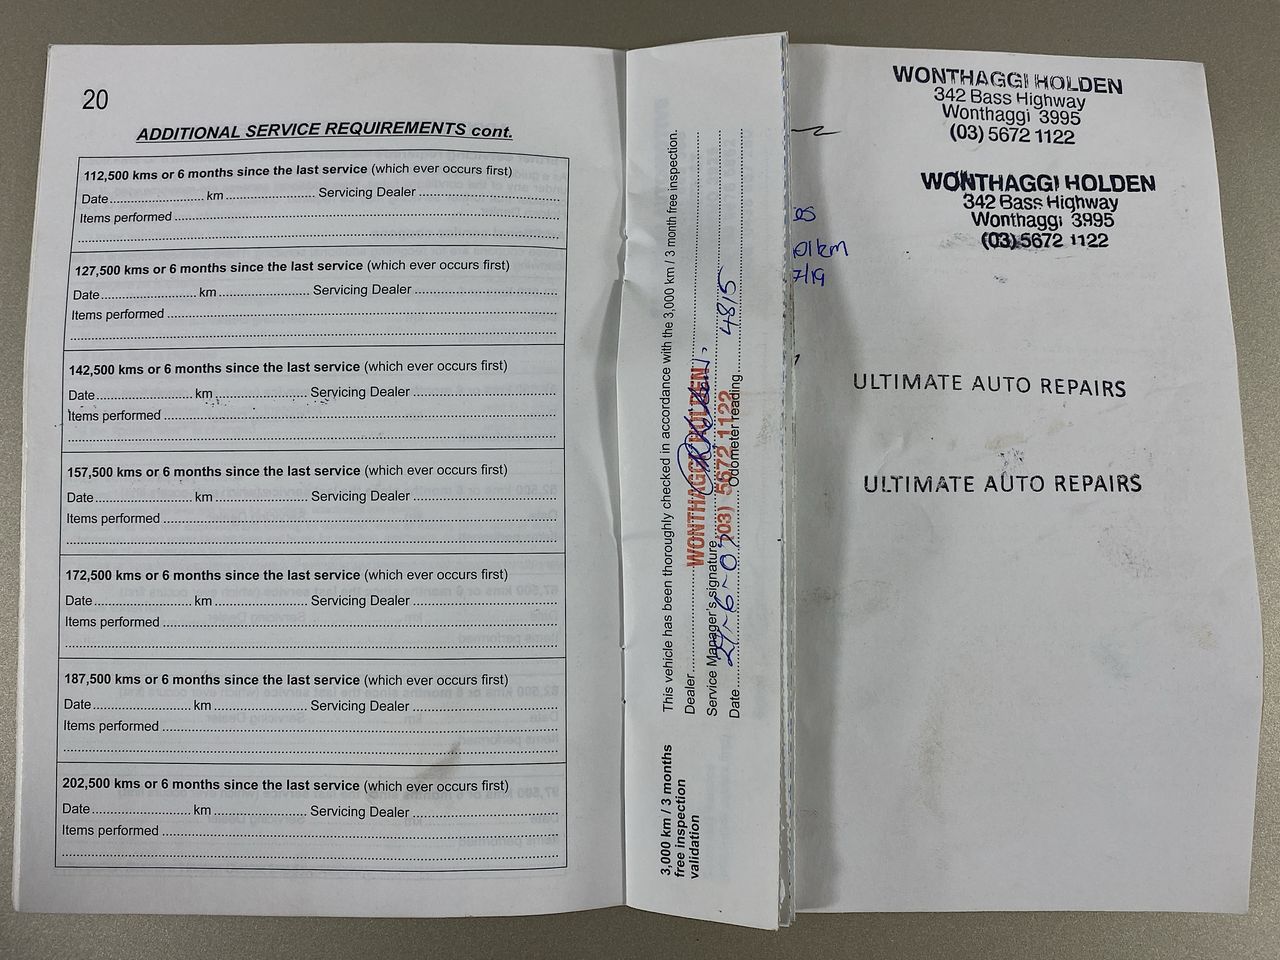 20
ADDITIONAL SERVICE REQUIREMENTS cont.
112,500 kms or 6 months since the last service (which ever occurs first)
Date km Servicing Dealer
Items performed
127,500 kms or 6 months since the last service (which ever occurs first)
Date km Servicing Dealer
Items performed
142,500 kms or 6 months since the last service (which ever occurs first)
Date km Servicing Dealer
Items performed
157,500 kms or 6 months since the last service (which ever occurs first)
Date km Servicing Dealer
Items performed
172,500 kms or 6 months since the last service (which ever occurs first)
Date km Servicing Dealer
Items performed
187,500 kms or 6 months since the last service (which ever occurs first)
Date km Servicing Dealer
Items performed
202,500 kms or 6 months since the last service (which ever occurs first)
Date km Servicing Dealer
Items performed
3,000 km / 3 months
free inspection
validation
This vehicle has been thoroughly checked in accordance with the 3,000 km / 3 month free inspection.
Dealer
WONTHAGGI HOLDEN
Service Manager's signature
(03) 5672 1122
Date Odometer reading 4815
WONTHAGGI HOLDEN
342 Bass Highway
Wonthaggi 3995
(03) 5672 1122
WONTHAGGI HOLDEN
342 Bass Highway
Wonthaggi 3995
(03) 5672 1122
km
7/19
ULTIMATE AUTO REPAIRS
ULTIMATE AUTO REPAIRS